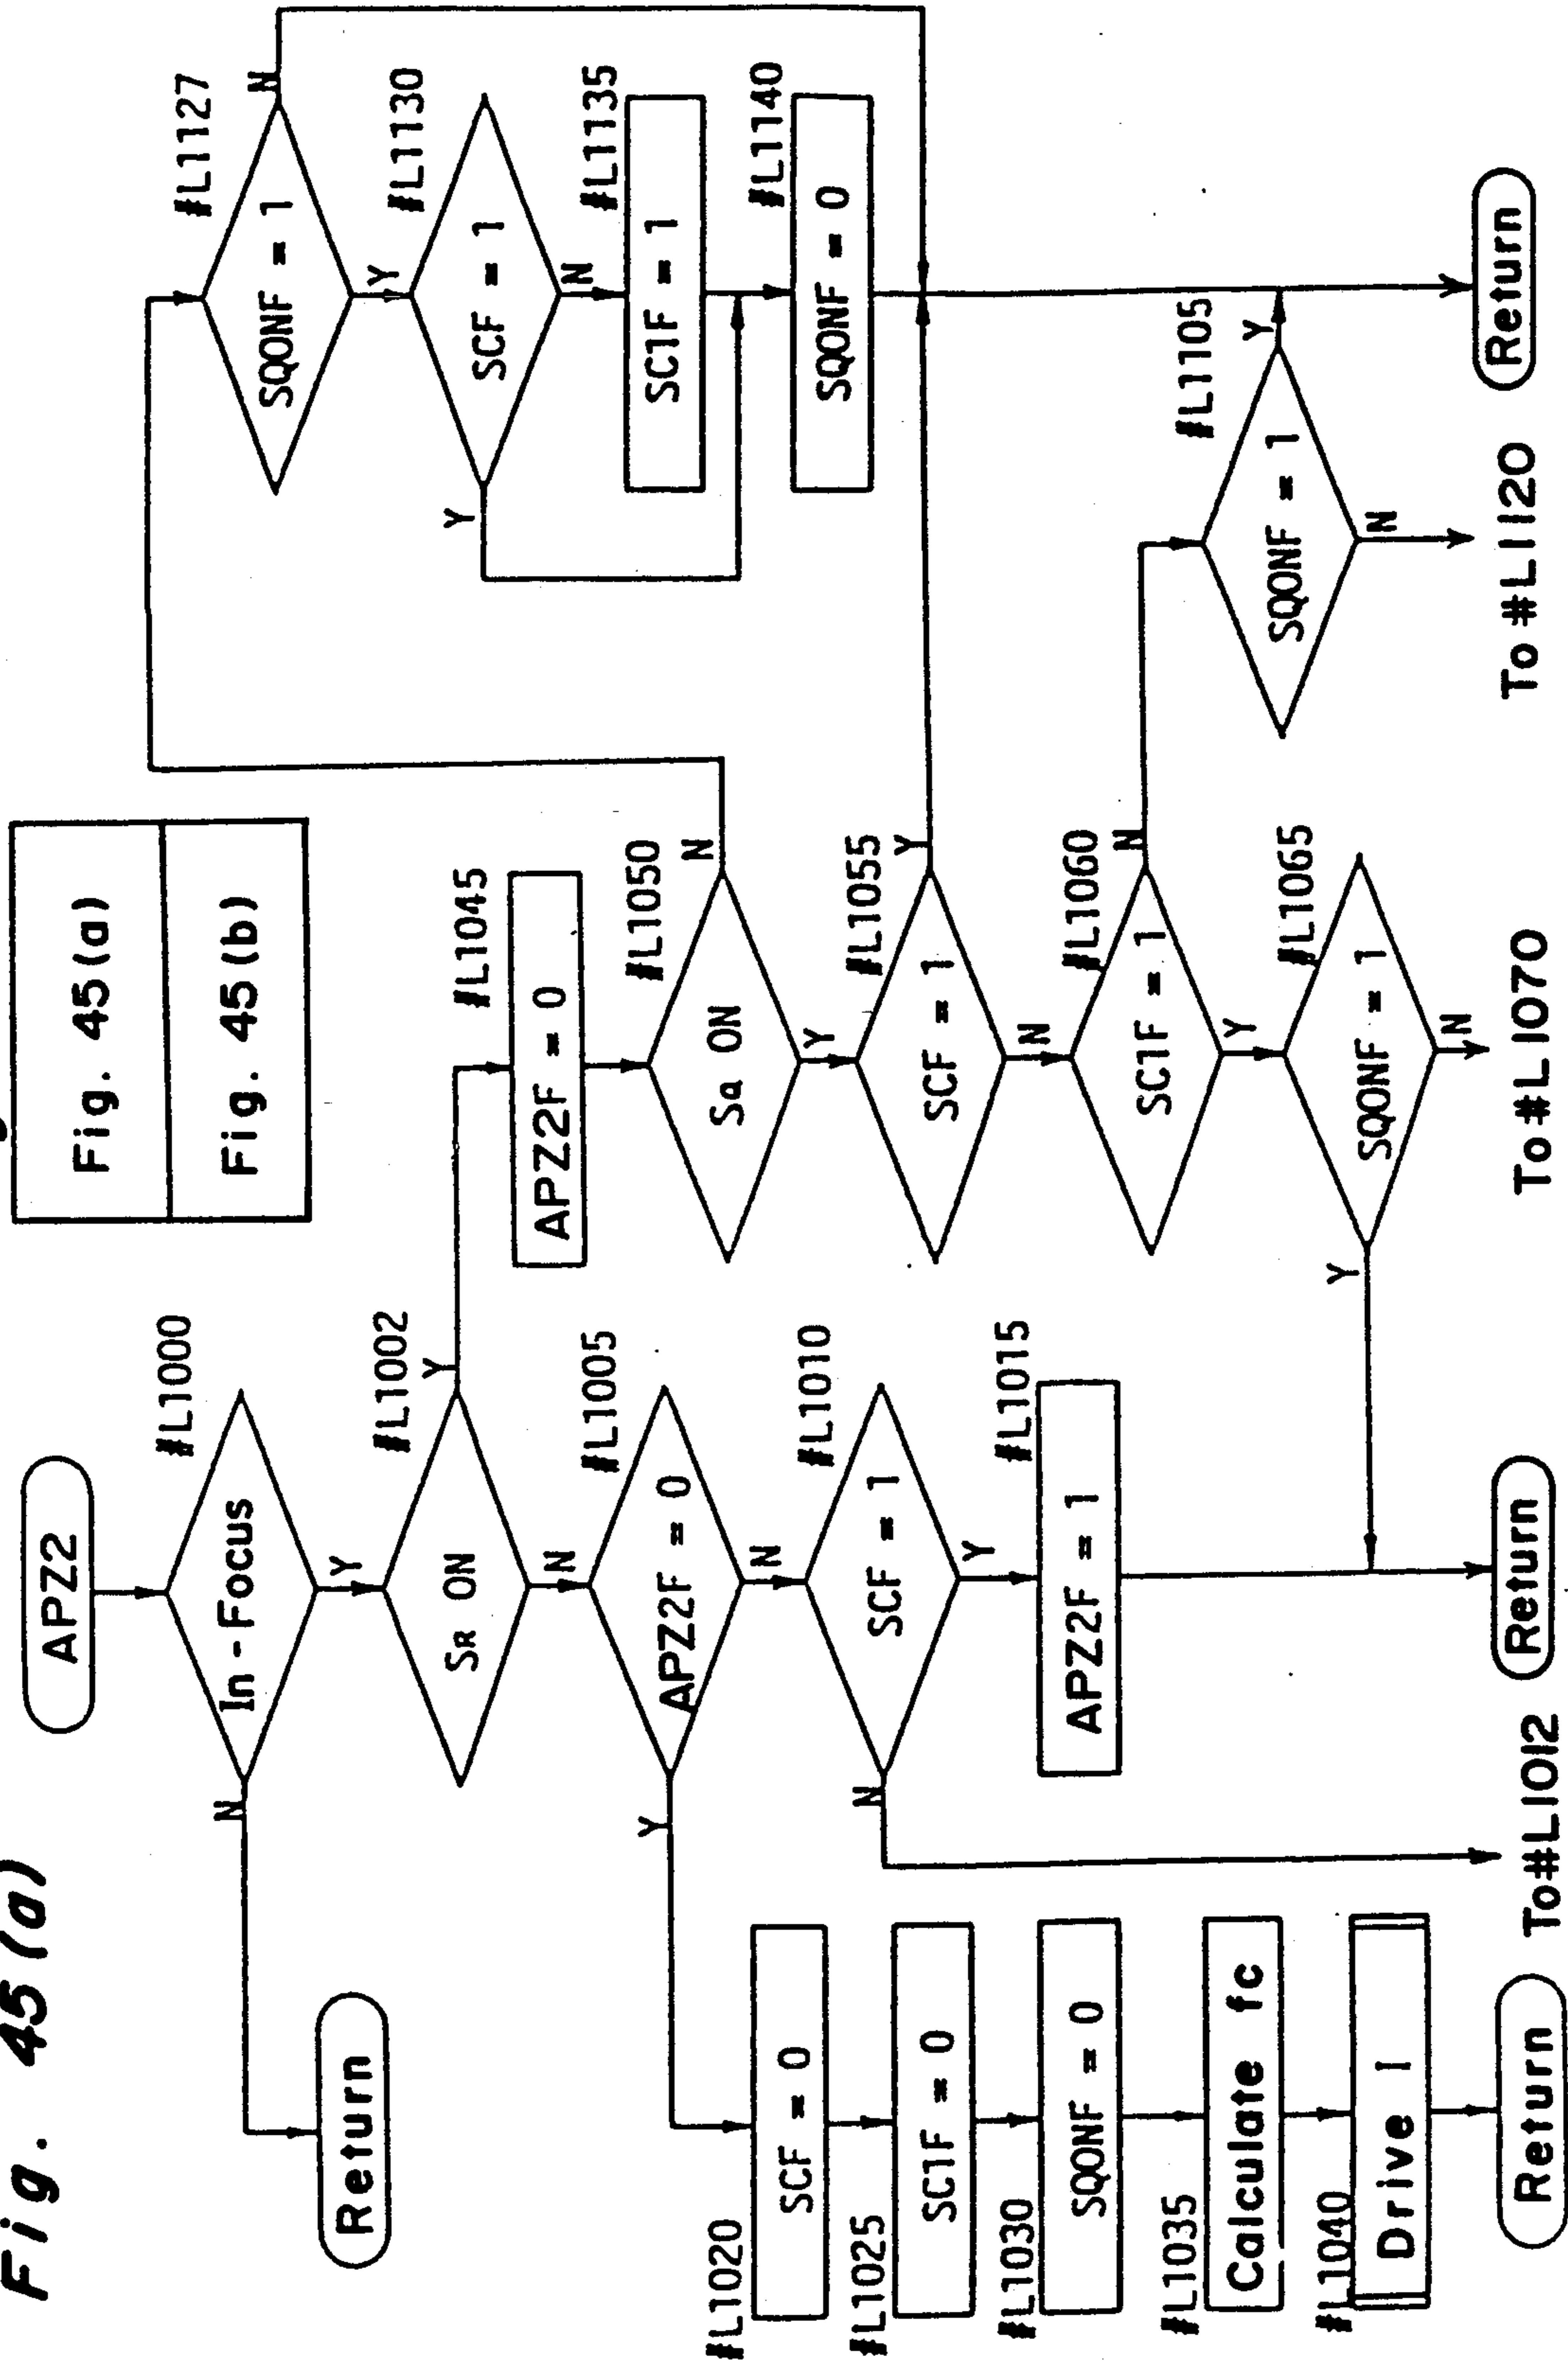 Fig. 45(a)
Fig. 45(a)
Fig. 45(b)
APZ2
#L1000
In-Focus
N
Y
Return
#L1002
SR ON
Y
N
#L1005
APZ2F = 0
Y
N
#L1010
SCF = 1
N
Y
#L1015
APZ2F = 1
Return
To#L1012
#L1020
SCF = 0
#L1025
SC1F = 0
#L1030
SQONF = 0
#L1035
Calculate fc
#L1040
Drive I
Return
#L1045
APZ2F = 0
#L1050
SQ ON
N
Y
#L1055
SCF = 1
Y
N
#L1060
SC1F = 1
N
Y
#L1065
SQONF = 1
Y
N
To#L1070
#L1127
SQONF = 1
N
Y
#L1130
SCF = 1
Y
N
#L1135
SC1F = 1
#L1140
SQONF = 0
#L1105
SQONF = 1
Y
N
To #L1120
Return